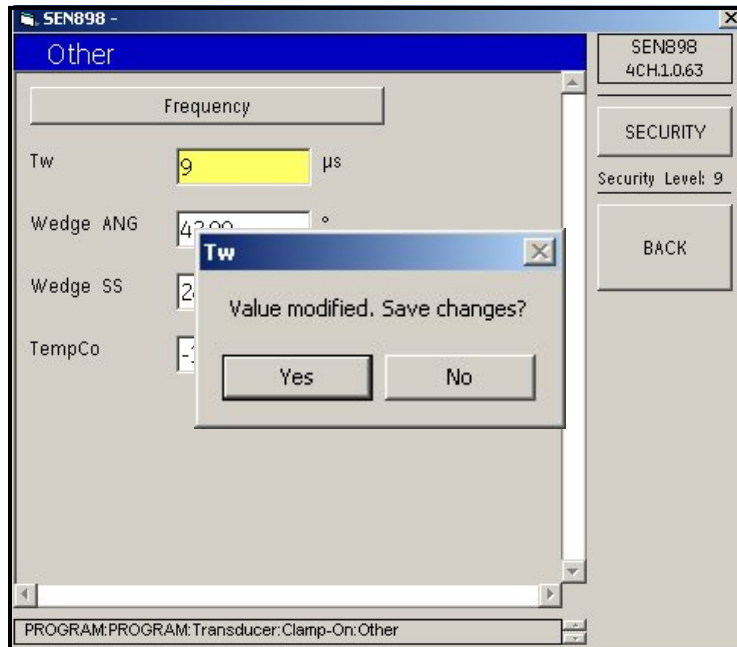 SEN898 -
Other
SEN898
4CH.1.0.63
Frequency
SECURITY
Tw
9
µs
Security Level: 9
Wedge ANG
°
Tw
BACK
Wedge SS
Value modified. Save changes?
TempCo
Yes
No
PROGRAM:PROGRAM:Transducer:Clamp-On:Other